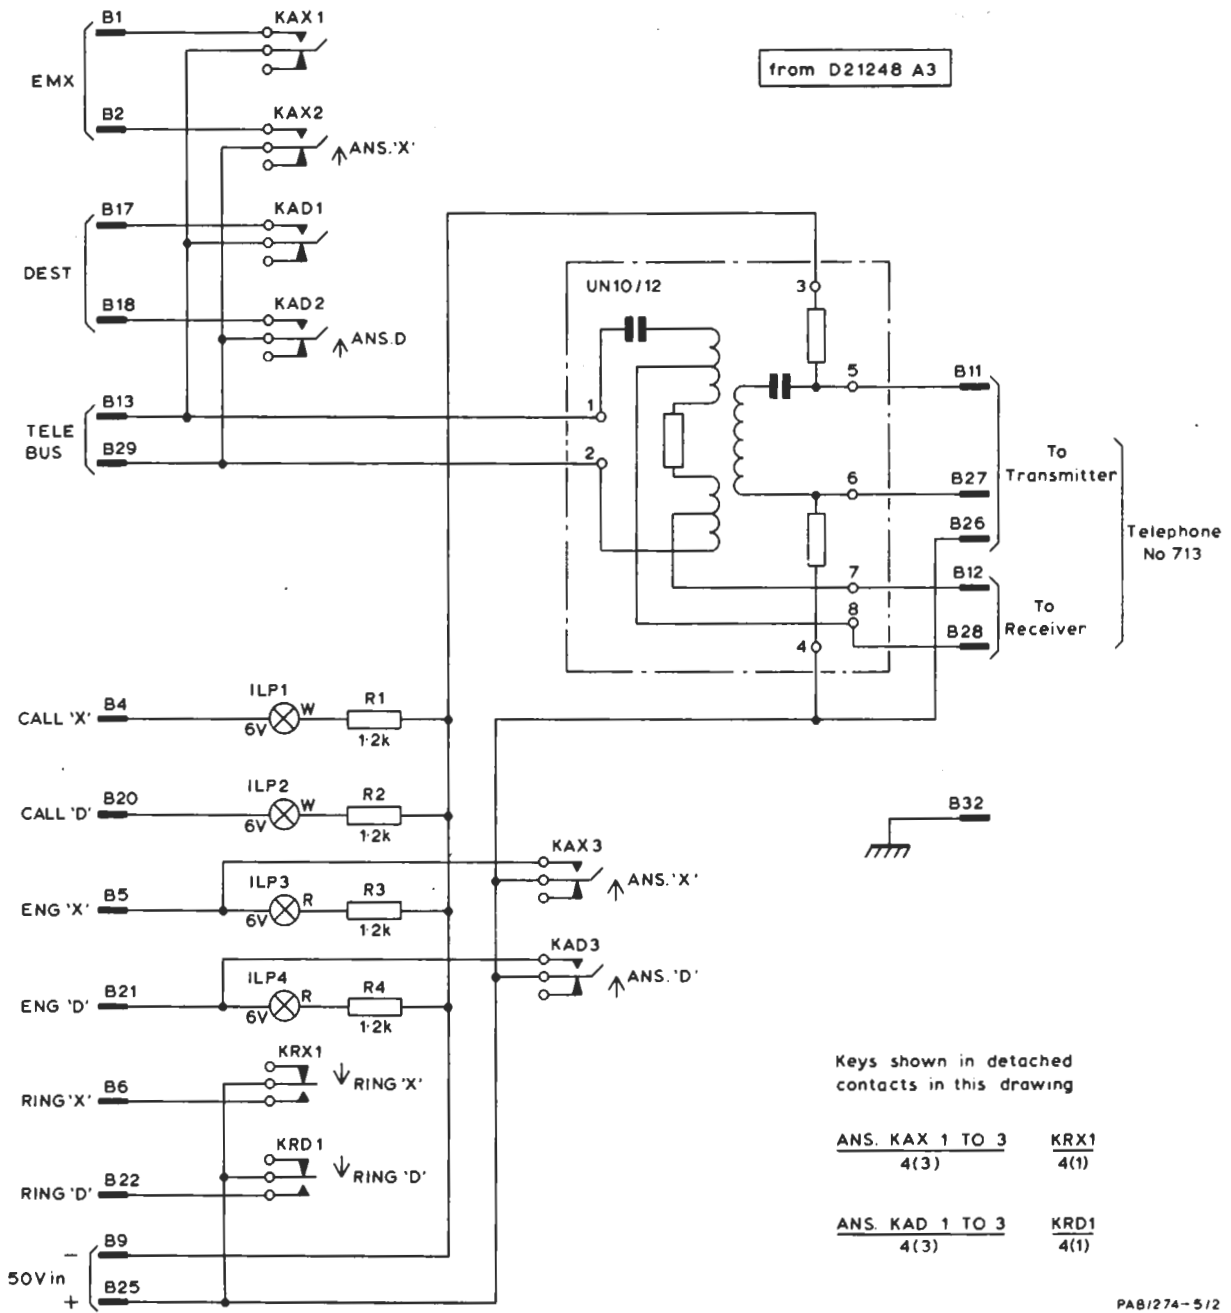 B1
KAX1
from D21248 A3
EMX
B2
KAX2
ANS.'X'
B17
KAD1
DEST
B18
KAD2
ANS.D
UN10/12
3
B13
TELE
BUS
B29
1
2
5
B11
6
B27
B26
To
Transmitter
7
B12
8
B28
4
To
Receiver
Telephone
No 713
CALL 'X'
B4
ILP1
6V
W
R1
1·2k
CALL 'D'
B20
ILP2
6V
W
R2
1·2k
B32
ENG 'X'
B5
ILP3
6V
R
R3
1·2k
KAX3
ANS.'X'
ENG 'D'
B21
ILP4
6V
R
R4
1·2k
KAD3
ANS.'D'
RING 'X'
B6
KRX1
RING 'X'
RING 'D'
B22
KRD1
RING 'D'
50V in
-
B9
+
B25
Keys shown in detached
contacts in this drawing
ANS. KAX 1 TO 3
4(3)
KRX1
4(1)
ANS. KAD 1 TO 3
4(3)
KRD1
4(1)
PAB/274-5/2